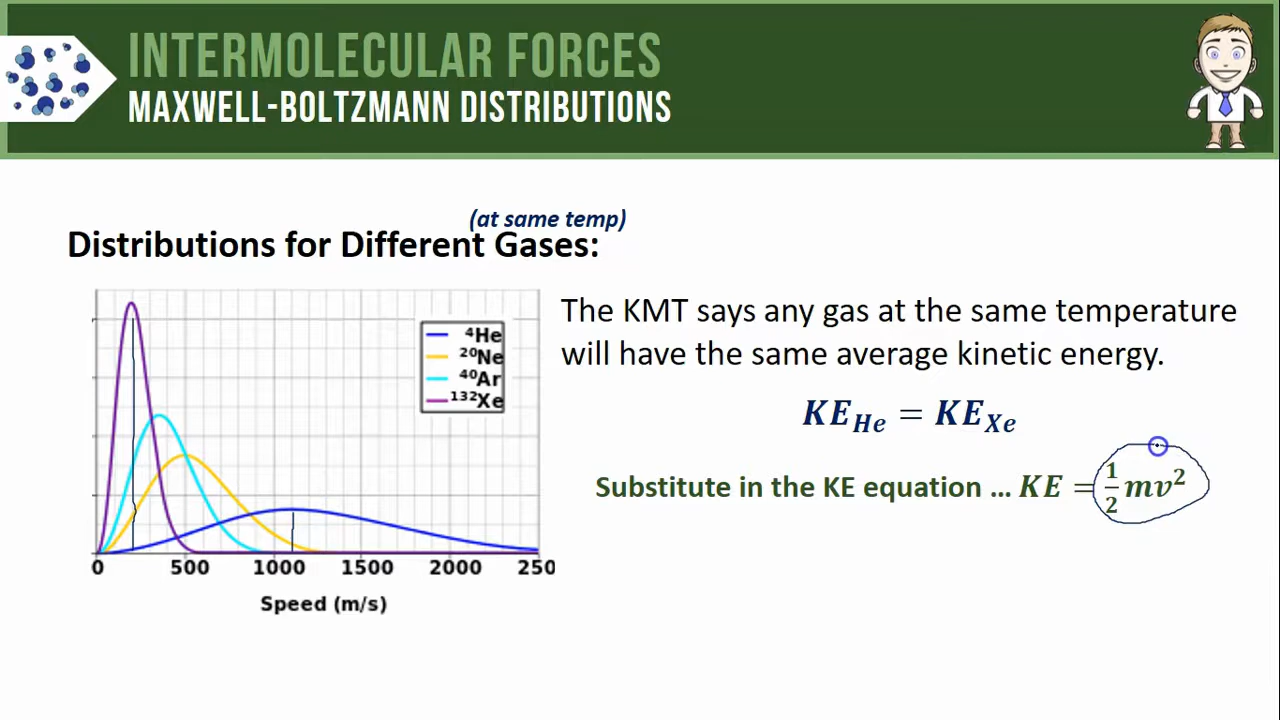 INTERMOLECULAR FORCES
MAXWELL-BOLTZMANN DISTRIBUTIONS
(at same temp)
Distributions for Different Gases:
⁴He
²⁰Ne
⁴⁰Ar
¹³²Xe
0 500 1000 1500 2000 250
Speed (m/s)
The KMT says any gas at the same temperature
will have the same average kinetic energy.
KE_He = KE_Xe
Substitute in the KE equation ... KE = 1/2 mv²